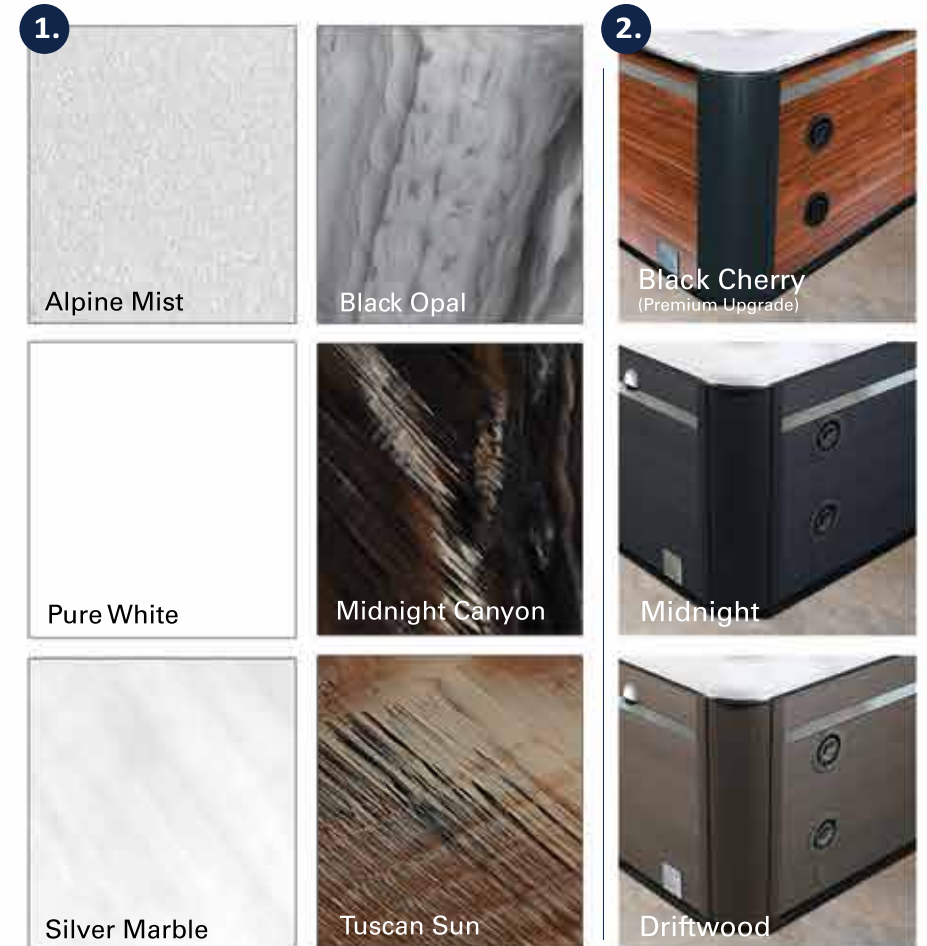 1.
Alpine Mist
Black Opal
Pure White
Midnight Canyon
Silver Marble
Tuscan Sun
2.
Black Cherry
(Premium Upgrade)
Midnight
Driftwood